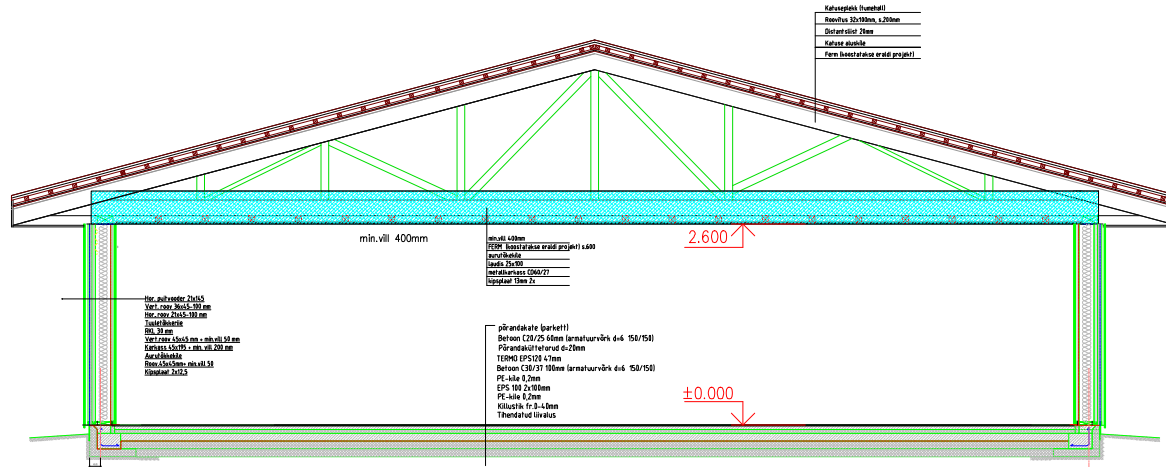 Katuseplekk (tumehall)
Roovitus 32x100mm, s.200mm
Distantsliist 20mm
Katuse aluskile
Ferm (koostatakse eraldi projekt)
min.vill 400mm
min.vill 400mm
FERM (koostatakse eraldi projekt) s.600
aurutõkekile
laudis 25x100
metallkarkass CD60/27
kipsplaat 13mm 2x
2.600
Hor. puitvooder 21x145
Vert. roov 36x45-100 mm
Hor. roov 21x45-100 mm
Tuuletõkkekile
RKL 30 mm
Vert.roov 45x45 mm + min.vill 50 mm
Karkass 45x195 + min. vill 200 mm
Aurutõkkekile
Roov.45x45mm+ min.vill 50
Kipsplaat 2x12,5
põrandakate (parkett)
Betoon C20/25 60mm (armatuurvõrk d=6 150/150)
Põrandaküttetorud d=20mm
TERMO EPS120 47mm
Betoon C30/37 100mm (armatuurvõrk d=6 150/150)
PE-kile 0,2mm
EPS 100 2x100mm
PE-kile 0,2mm
Killustik fr.0-40mm
Tihendatud liivalus
±0.000